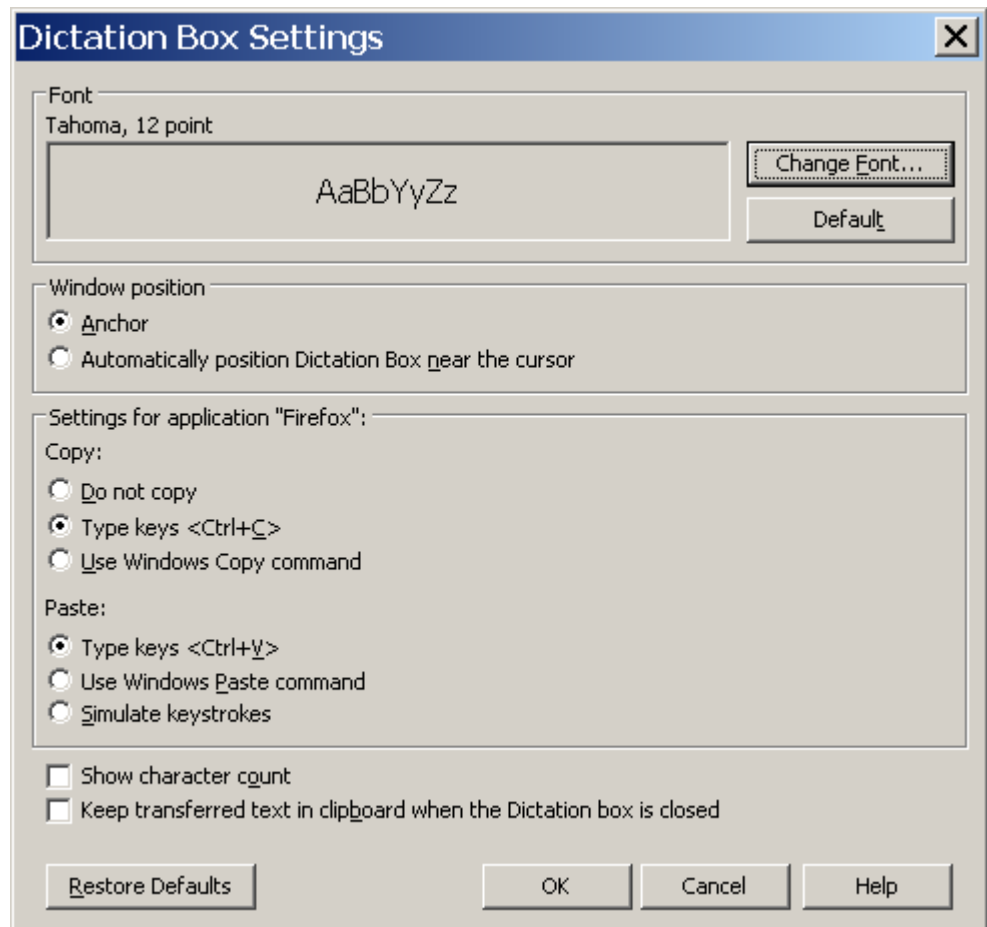 Dictation Box Settings
Font
Tahoma, 12 point
AaBbYyZz
Change Font...
Default
Window position
Anchor
Automatically position Dictation Box near the cursor
Settings for application "Firefox":
Copy:
Do not copy
Type keys <Ctrl+C>
Use Windows Copy command
Paste:
Type keys <Ctrl+V>
Use Windows Paste command
Simulate keystrokes
Show character count
Keep transferred text in clipboard when the Dictation box is closed
Restore Defaults OK Cancel Help